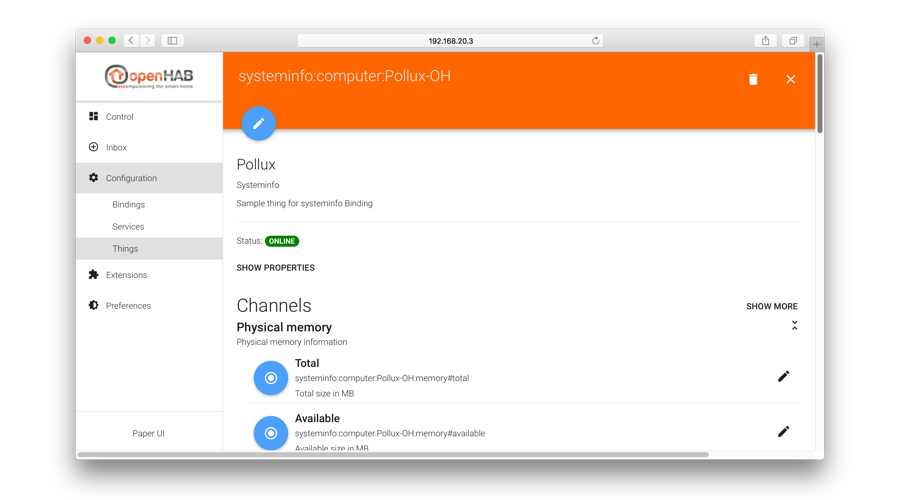 192.168.20.3
openHAB
empowering the smart home
systeminfo:computer:Pollux-OH
Control
Inbox
Configuration
Bindings
Services
Things
Extensions
Preferences
Paper UI
Pollux
Systeminfo
Sample thing for systeminfo Binding
Status: ONLINE
SHOW PROPERTIES
Channels
SHOW MORE
Physical memory
Physical memory information
Total
systeminfo:computer:Pollux-OH:memory#total
Total size in MB
Available
systeminfo:computer:Pollux-OH:memory#available
Available size in MB